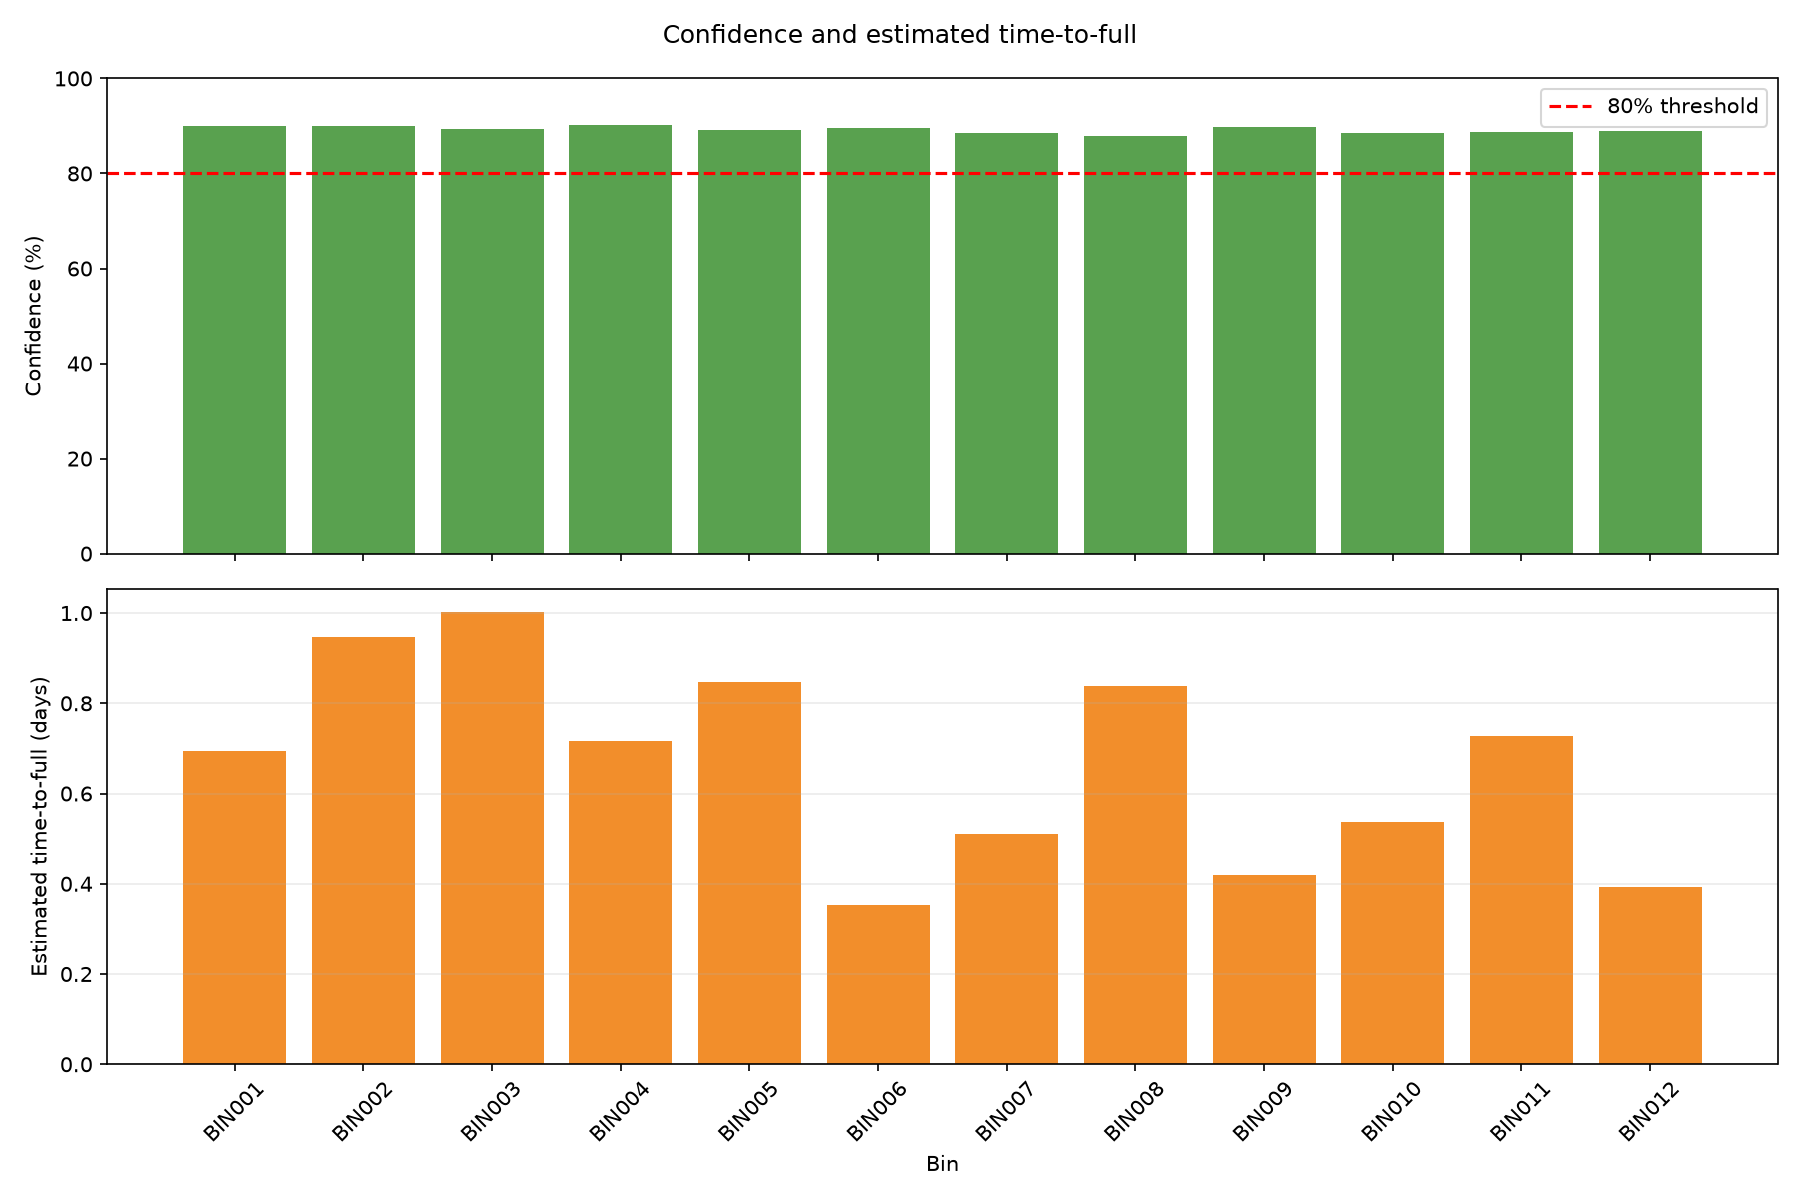 Confidence and estimated time-to-full
100
80% threshold
80
60
40
20
0
Confidence (%)
1.0
0.8
0.6
0.4
0.2
0.0
Estimated time-to-full (days)
BIN001
BIN002
BIN003
BIN004
BIN005
BIN006
BIN007
BIN008
BIN009
BIN010
BIN011
BIN012
Bin